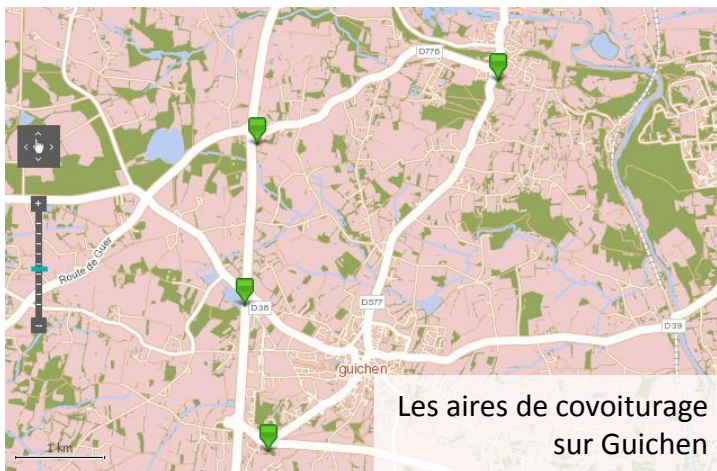 D776
Route de Guer
D38
D577
D39
guichen
Les aires de covoiturage
sur Guichen
1 km